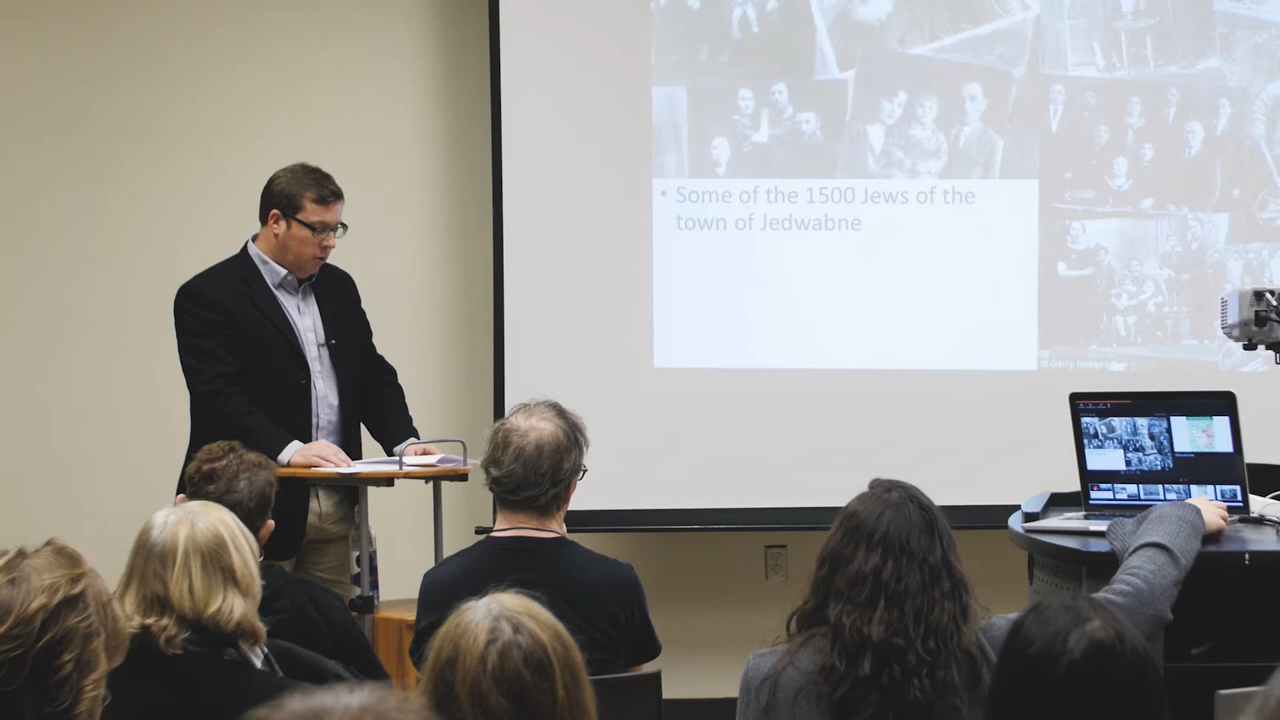 • Some of the 1500 Jews of the
town of Jedwabne
Getty Images